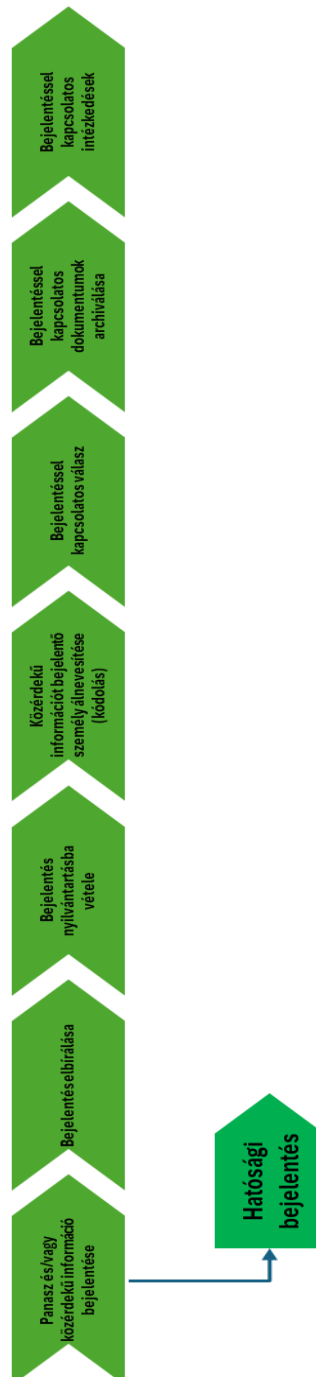 Panasz és/vagy
közérdekű információ
bejelentése
Bejelentés elbírálása
Bejelentés
nyilvántartásba
vétele
Közérdekű
információt bejelentő
személy álnevesítése
(kódolás)
Bejelentéssel
kapcsolatos válasz
Bejelentéssel
kapcsolatos
dokumentumok
archiválása
Bejelentéssel
kapcsolatos
intézkedések
Hatósági
bejelentés